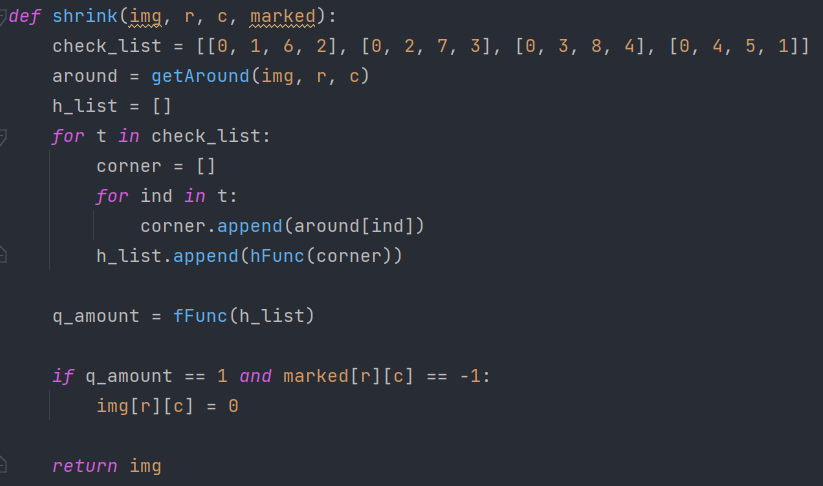 def shrink(img, r, c, marked):
    check_list = [[0, 1, 6, 2], [0, 2, 7, 3], [0, 3, 8, 4], [0, 4, 5, 1]]
    around = getAround(img, r, c)
    h_list = []
    for t in check_list:
        corner = []
        for ind in t:
            corner.append(around[ind])
        h_list.append(hFunc(corner))

    q_amount = fFunc(h_list)

    if q_amount == 1 and marked[r][c] == -1:
        img[r][c] = 0

    return img